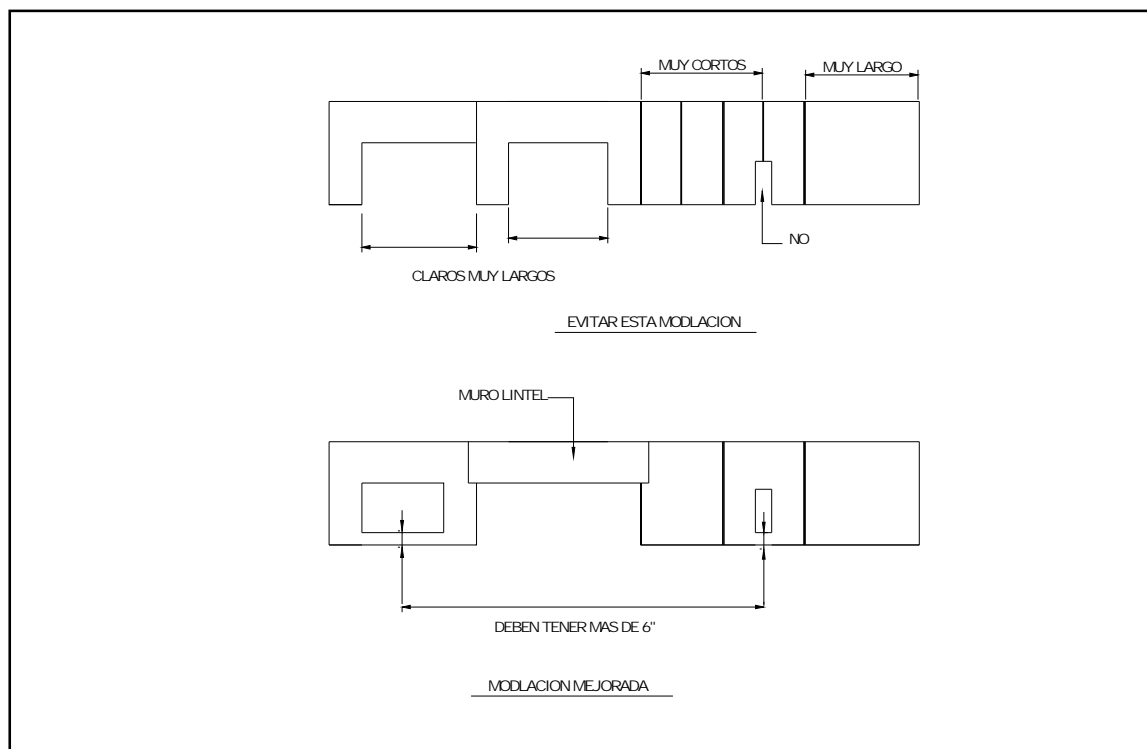 MUY CORTOS
MUY LARGO
NO
CLAROS MUY LARGOS
EVITAR ESTA MODLACION
MURO LINTEL
DEBEN TENER MAS DE 6"
MODLACION MEJORADA